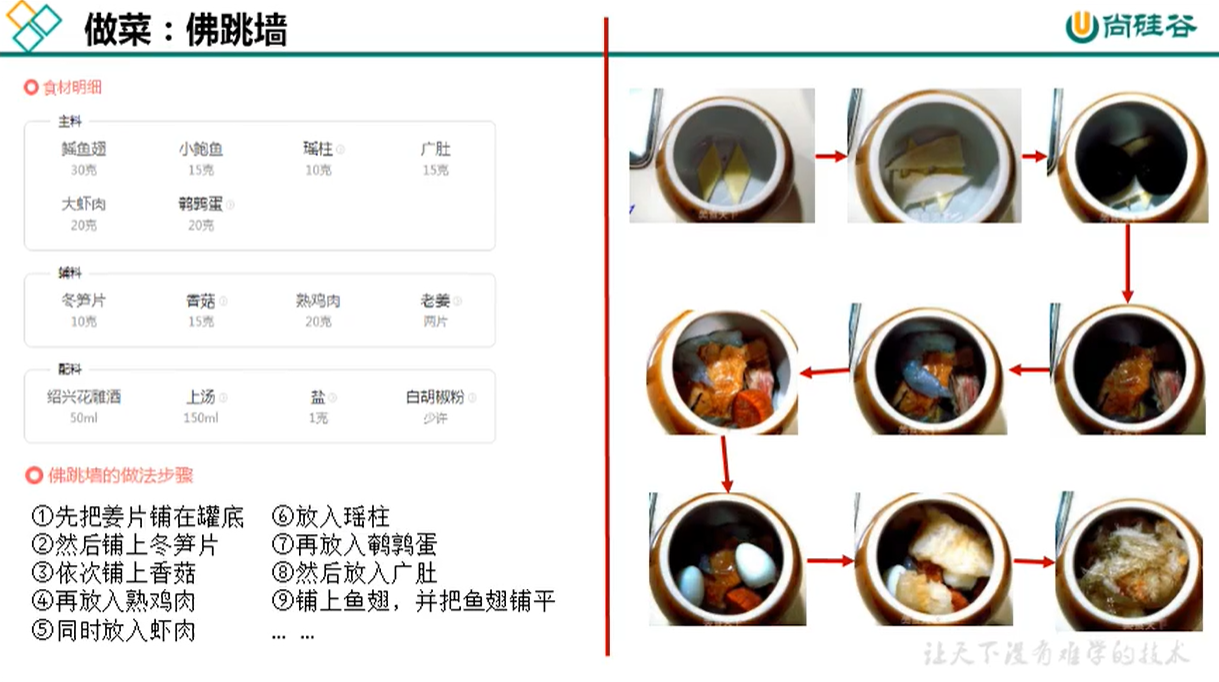 做菜：佛跳墙
尚硅谷
食材明细
主料
鲨鱼翅 小鲍鱼 瑶柱 广肚
30克 15克 10克 15克
大虾肉 鹌鹑蛋
20克 20克
辅料
冬笋片 香菇 熟鸡肉 老姜
10克 15克 20克 两片
配料
绍兴花雕酒 上汤 盐 白胡椒粉
50ml 150ml 1克 少许
佛跳墙的做法步骤
①先把姜片铺在罐底
②然后铺上冬笋片
③依次铺上香菇
④再放入熟鸡肉
⑤同时放入虾肉
⑥放入瑶柱
⑦再放入鹌鹑蛋
⑧然后放入广肚
⑨铺上鱼翅，并把鱼翅铺平
… …
让天下没有难学的技术